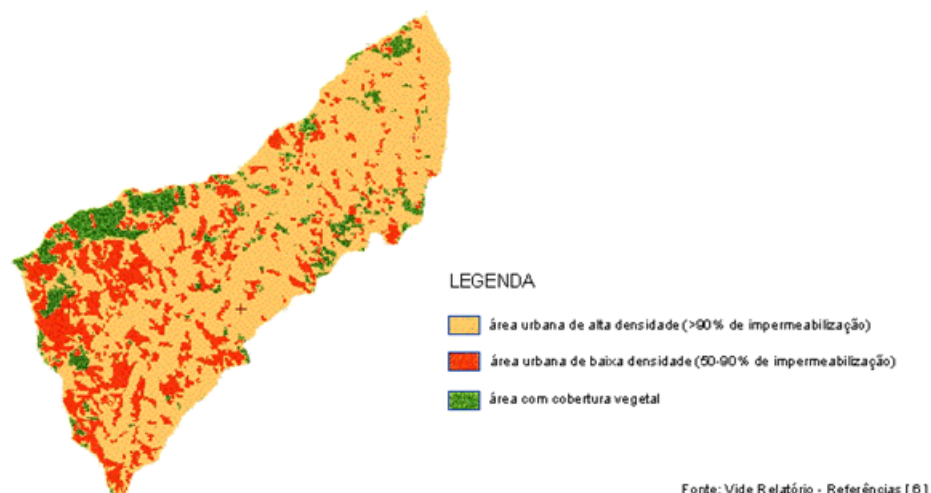 LEGENDA
área urbana de alta densidade (>90% de impermeabilização)
área urbana de baixa densidade (50-90% de impermeabilização)
área com cobertura vegetal
Fonte: Vide Relatório - Referências [6]